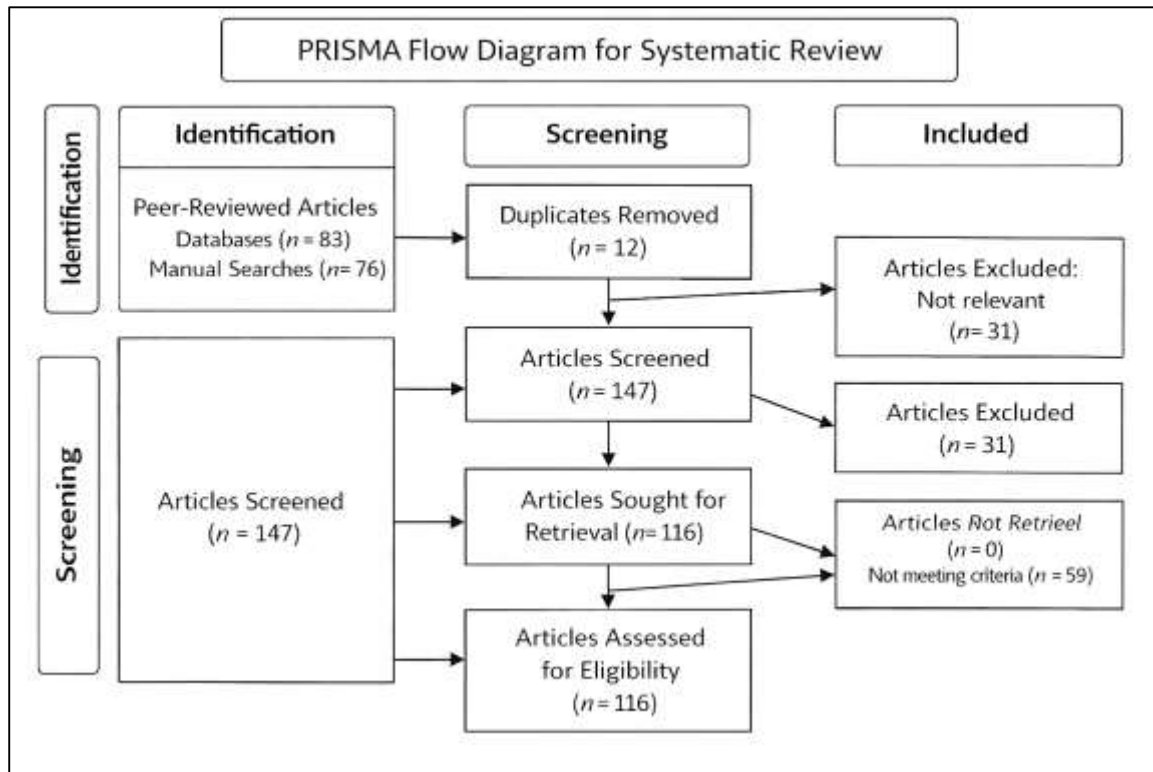 PRISMA Flow Diagram for Systematic Review
Identification
Identification
Screening
Included
Peer-Reviewed Articles
Databases (n = 83)
Manual Searches (n= 76)
Duplicates Removed
(n = 12)
Articles Excluded:
Not relevant
(n= 31)
Screening
Articles Screened
(n = 147)
Articles Screened
(n = 147)
Articles Excluded
(n = 31)
Articles Sought for
Retrieval (n= 116)
Articles Rot Retrieel
(n = 0)
Not meeting criteria (n = 59)
Articles Assessed
for Eligibility
(n = 116)